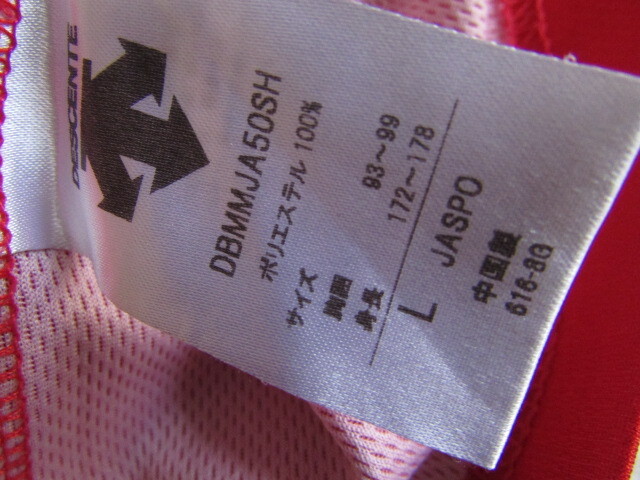 DESCENTE
DBMMJA50SH
ポリエステル 100%
サイズ
胸囲 93~99
身長 172~178
L JASPO
中国製
616-8G